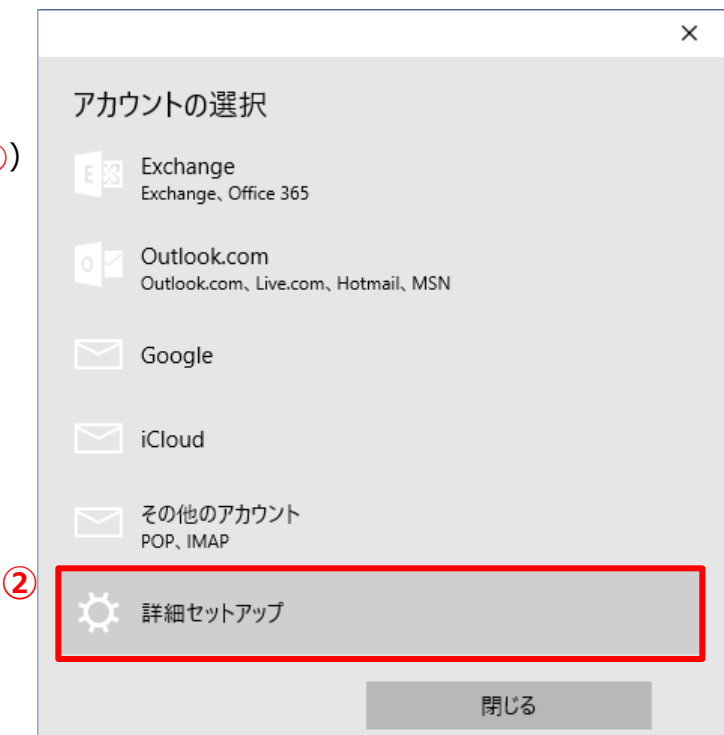 アカウントの選択
)
Exchange
Exchange、Office 365
Outlook.com
Outlook.com、Live.com、Hotmail、MSN
Google
iCloud
その他のアカウント
POP、IMAP
②
詳細セットアップ
閉じる